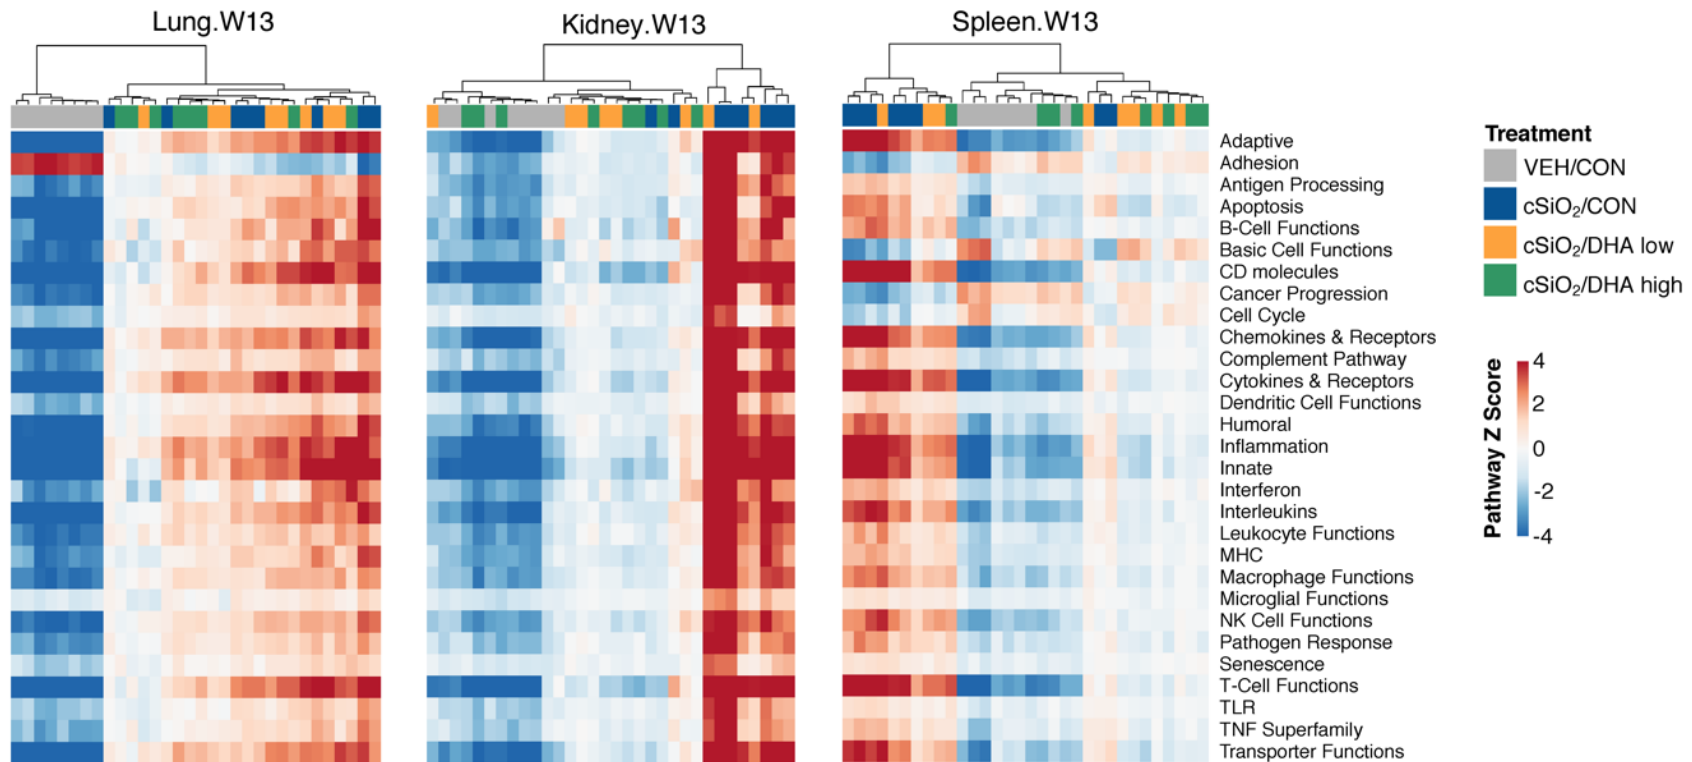 Lung.W13
Kidney.W13
Spleen.W13
Adaptive
Adhesion
Antigen Processing
Apoptosis
B-Cell Functions
Basic Cell Functions
CD molecules
Cancer Progression
Cell Cycle
Chemokines & Receptors
Complement Pathway
Cytokines & Receptors
Dendritic Cell Functions
Humoral
Inflammation
Innate
Interferon
Interleukins
Leukocyte Functions
MHC
Macrophage Functions
Microglial Functions
NK Cell Functions
Pathogen Response
Senescence
T-Cell Functions
TLR
TNF Superfamily
Transporter Functions
Treatment
VEH/CON
cSiO₂/CON
cSiO₂/DHA low
cSiO₂/DHA high
Pathway Z Score
4
2
0
-2
-4